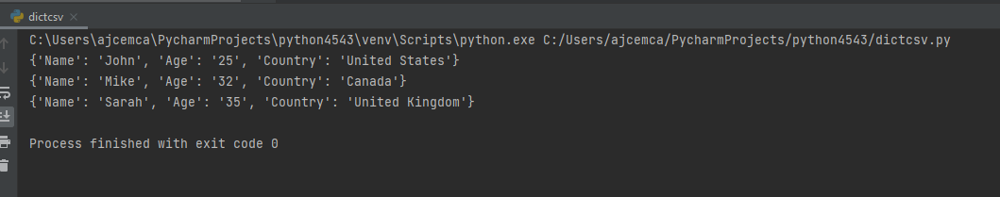 dictcsv
C:\Users\ajcemca\PycharmProjects\python4543\venv\Scripts\python.exe C:/Users/ajcemca/PycharmProjects/python4543/dictcsv.py
{'Name': 'John', 'Age': '25', 'Country': 'United States'}
{'Name': 'Mike', 'Age': '32', 'Country': 'Canada'}
{'Name': 'Sarah', 'Age': '35', 'Country': 'United Kingdom'}
Process finished with exit code 0